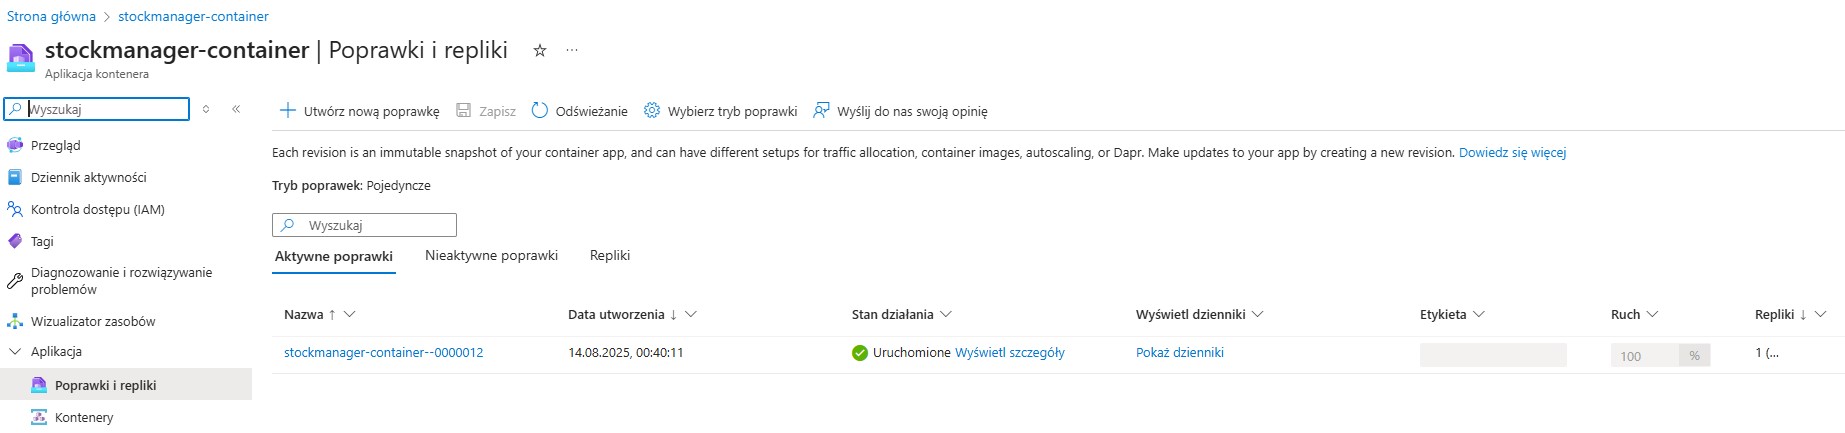 Strona główna > stockmanager-container
stockmanager-container | Poprawki i repliki
Aplikacja kontenera
Wyszukaj
Utwórz nową poprawkę Zapisz Odświeżanie Wybierz tryb poprawki Wyślij do nas swoją opinię
Przegląd
Dziennik aktywności
Kontrola dostępu (IAM)
Tagi
Diagnozowanie i rozwiązywanie
problemów
Wizualizator zasobów
Aplikacja
Poprawki i repliki
Kontenery
Each revision is an immutable snapshot of your container app, and can have different setups for traffic allocation, container images, autoscaling, or Dapr. Make updates to your app by creating a new revision. Dowiedz się więcej
Tryb poprawek: Pojedyncze
Wyszukaj
Aktywne poprawki Nieaktywne poprawki Repliki
Nazwa ↑ Data utworzenia ↓ Stan działania Wyświetl dzienniki Etykieta Ruch Repliki ↓
stockmanager-container--0000012 14.08.2025, 00:40:11 Uruchomione Wyświetl szczegóły Pokaż dzienniki 100 % 1 (...